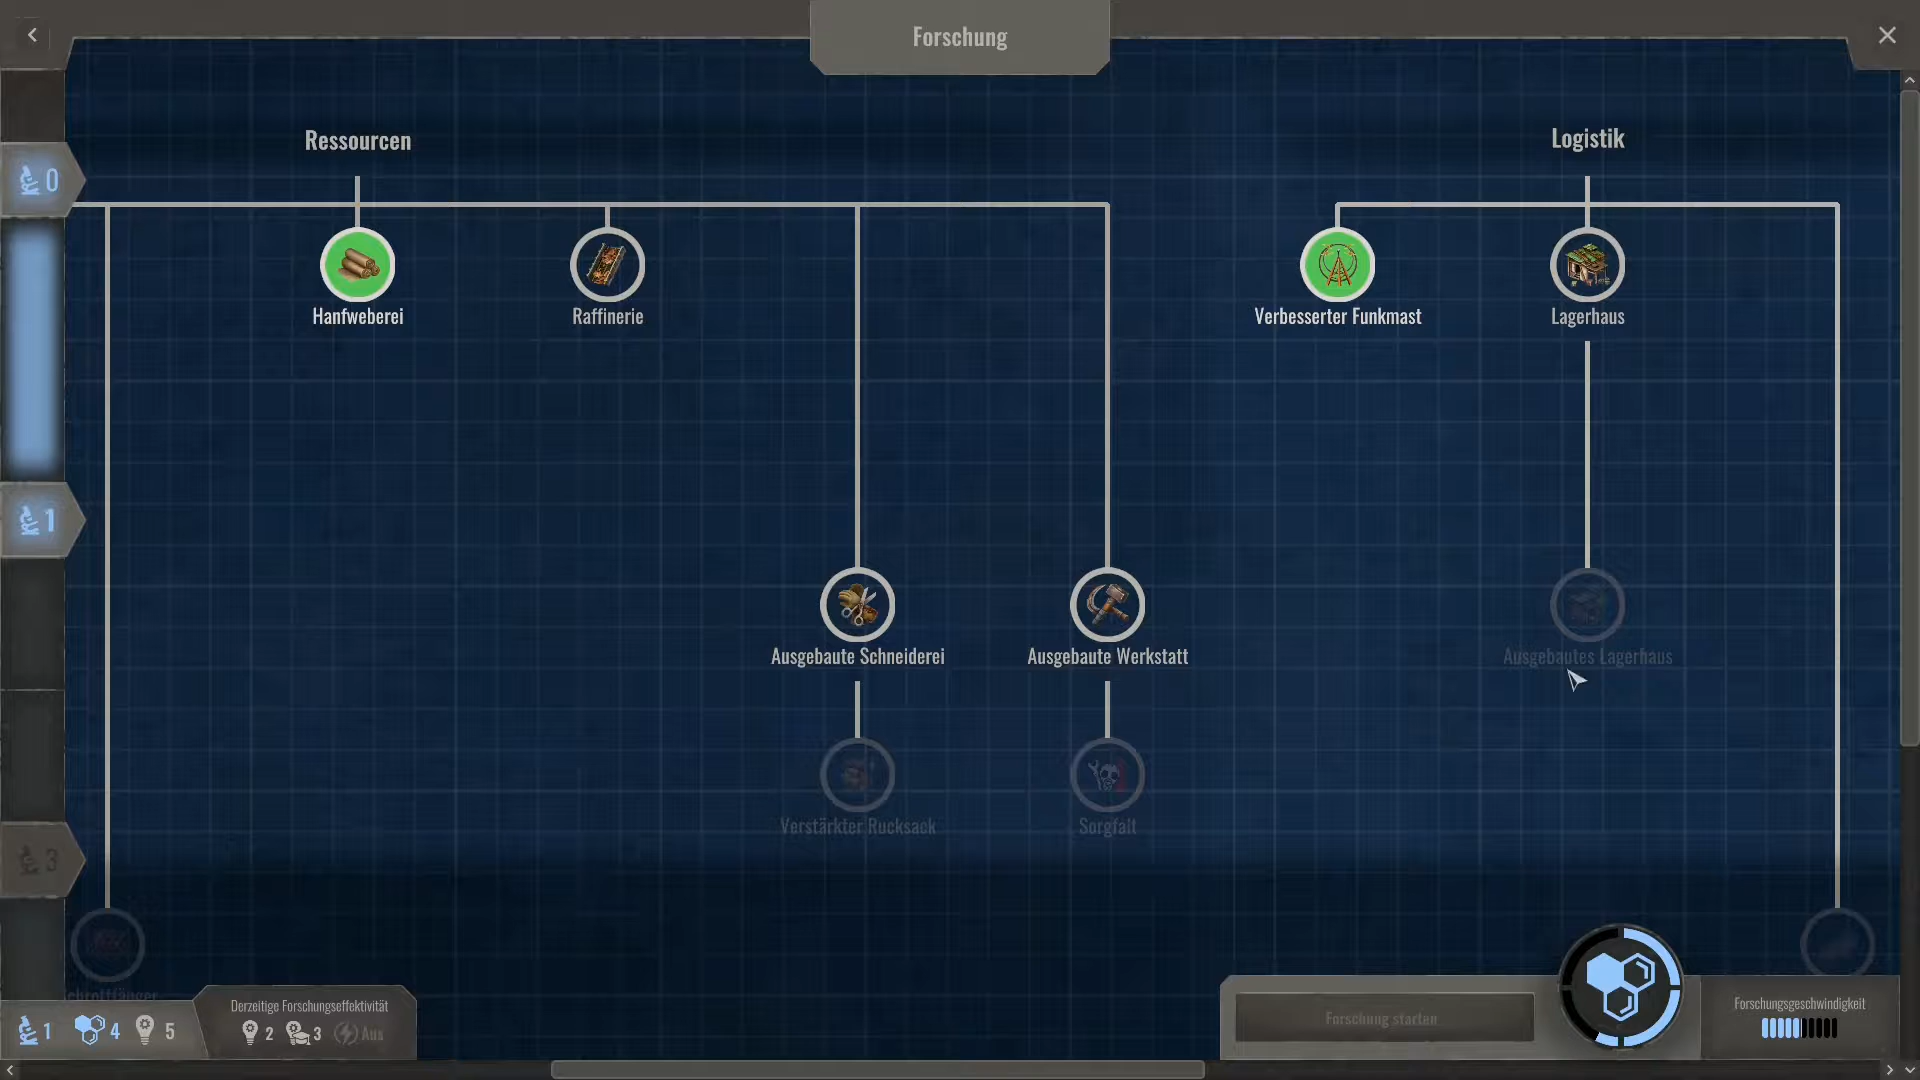 Forschung
Ressourcen
Logistik
0
Hanfweberei
Raffinerie
Verbesserter Funkmast
Lagerhaus
1
Ausgebaute Schneiderei
Ausgebaute Werkstatt
Ausgebautes Lagerhaus
Verstärkter Rucksack
Sorgfalt
3
Schrottfänger
1
4
5
Derzeitige Forschungseffektivität
2
3
Aus
Forschung starten
Forschungsgeschwindigkeit